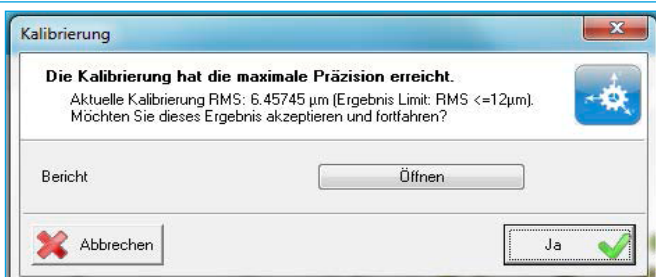 Kalibrierung
Die Kalibrierung hat die maximale Präzision erreicht.
Aktuelle Kalibrierung RMS: 6.45745 µm (Ergebnis Limit: RMS <=12µm).
Möchten Sie dieses Ergebnis akzeptieren und fortfahren?
Bericht
Öffnen
Abbrechen
Ja